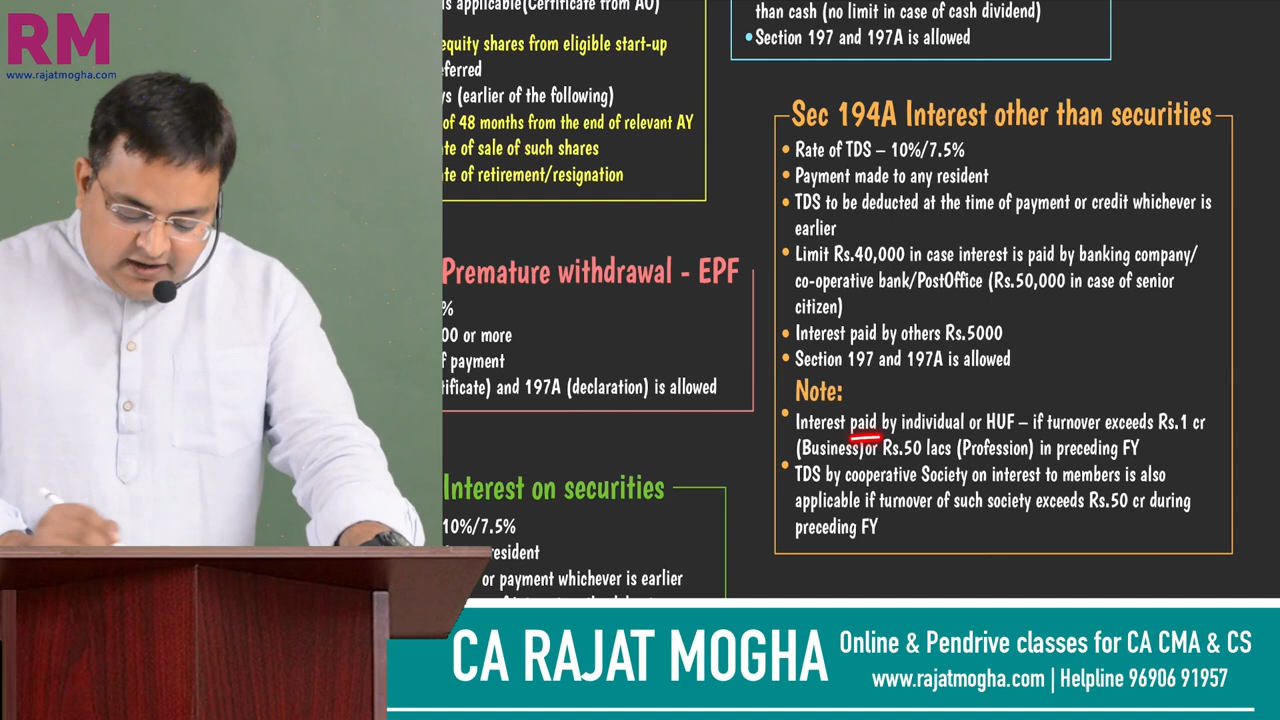 RM
www.rajatmogha.com
is applicable(Certificate from AO)
equity shares from eligible start-up
ferred
ys (earlier of the following)
of 48 months from the end of relevant AY
te of sale of such shares
te of retirement/resignation
Premature withdrawal - EPF
%
00 or more
f payment
tificate) and 197A (declaration) is allowed
Interest on securities
10%/7.5%
resident
or payment whichever is earlier
than cash (no limit in case of cash dividend)
•Section 197 and 197A is allowed
Sec 194A Interest other than securities
• Rate of TDS – 10%/7.5%
• Payment made to any resident
• TDS to be deducted at the time of payment or credit whichever is
earlier
• Limit Rs.40,000 in case interest is paid by banking company/
co-operative bank/PostOffice (Rs.50,000 in case of senior
citizen)
• Interest paid by others Rs.5000
• Section 197 and 197A is allowed
Note:
• Interest paid by individual or HUF – if turnover exceeds Rs.1 cr
(Business)or Rs.50 lacs (Profession) in preceding FY
• TDS by cooperative Society on interest to members is also
applicable if turnover of such society exceeds Rs.50 cr during
preceding FY
CA RAJAT MOGHA
Online & Pendrive classes for CA CMA & CS
www.rajatmogha.com | Helpline 96906 91957